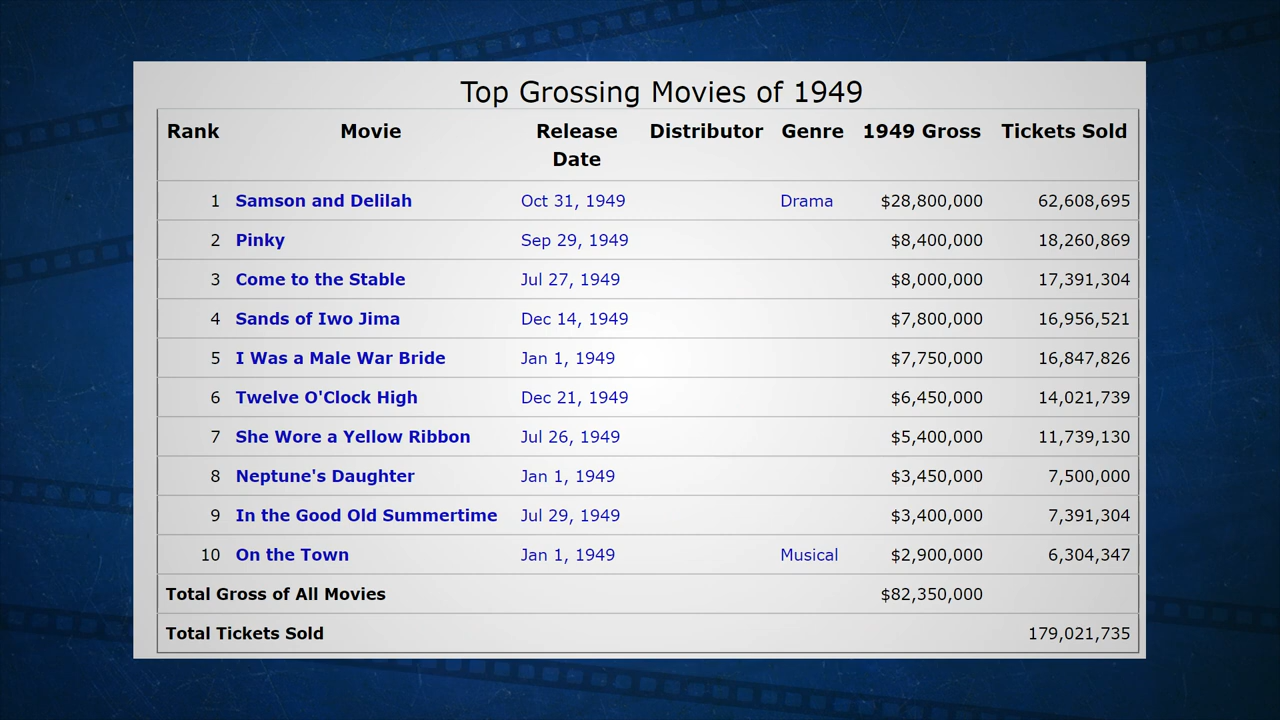 Top Grossing Movies of 1949
Rank Movie Release Date Distributor Genre 1949 Gross Tickets Sold
1 Samson and Delilah Oct 31, 1949 Drama $28,800,000 62,608,695
2 Pinky Sep 29, 1949 $8,400,000 18,260,869
3 Come to the Stable Jul 27, 1949 $8,000,000 17,391,304
4 Sands of Iwo Jima Dec 14, 1949 $7,800,000 16,956,521
5 I Was a Male War Bride Jan 1, 1949 $7,750,000 16,847,826
6 Twelve O'Clock High Dec 21, 1949 $6,450,000 14,021,739
7 She Wore a Yellow Ribbon Jul 26, 1949 $5,400,000 11,739,130
8 Neptune's Daughter Jan 1, 1949 $3,450,000 7,500,000
9 In the Good Old Summertime Jul 29, 1949 $3,400,000 7,391,304
10 On the Town Jan 1, 1949 Musical $2,900,000 6,304,347
Total Gross of All Movies $82,350,000
Total Tickets Sold 179,021,735